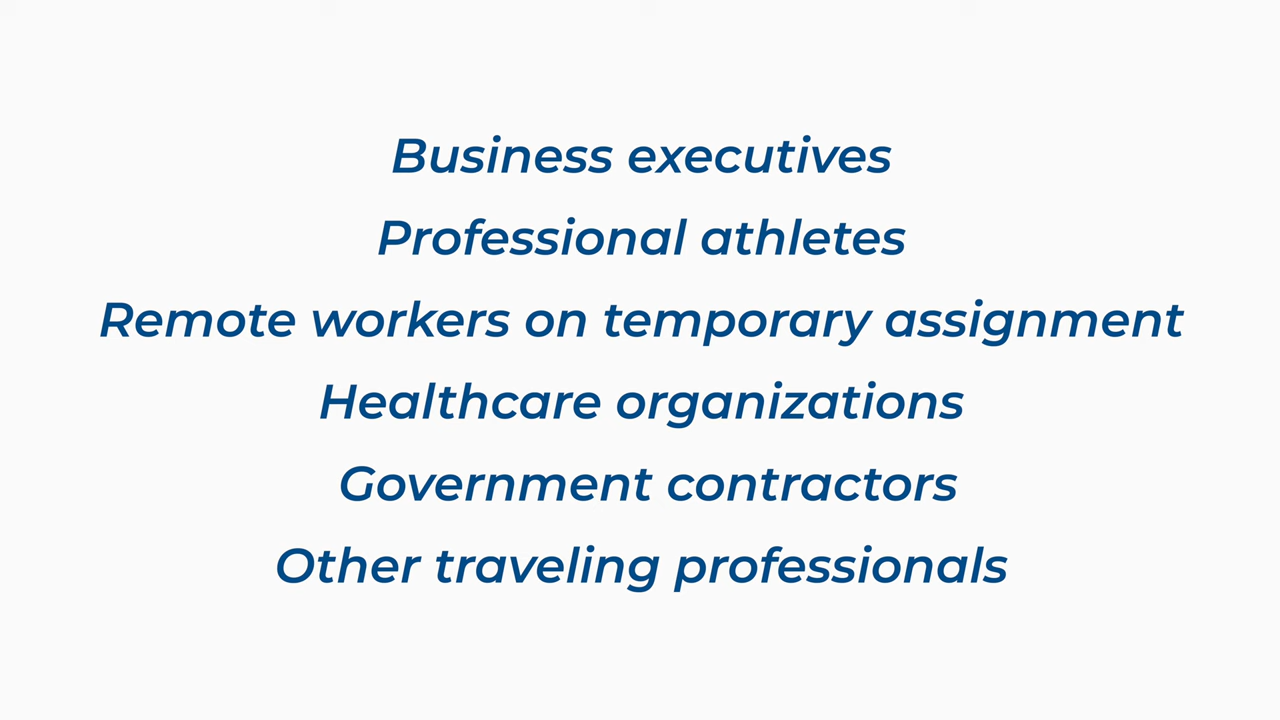 Business executives
Professional athletes
Remote workers on temporary assignment
Healthcare organizations
Government contractors
Other traveling professionals